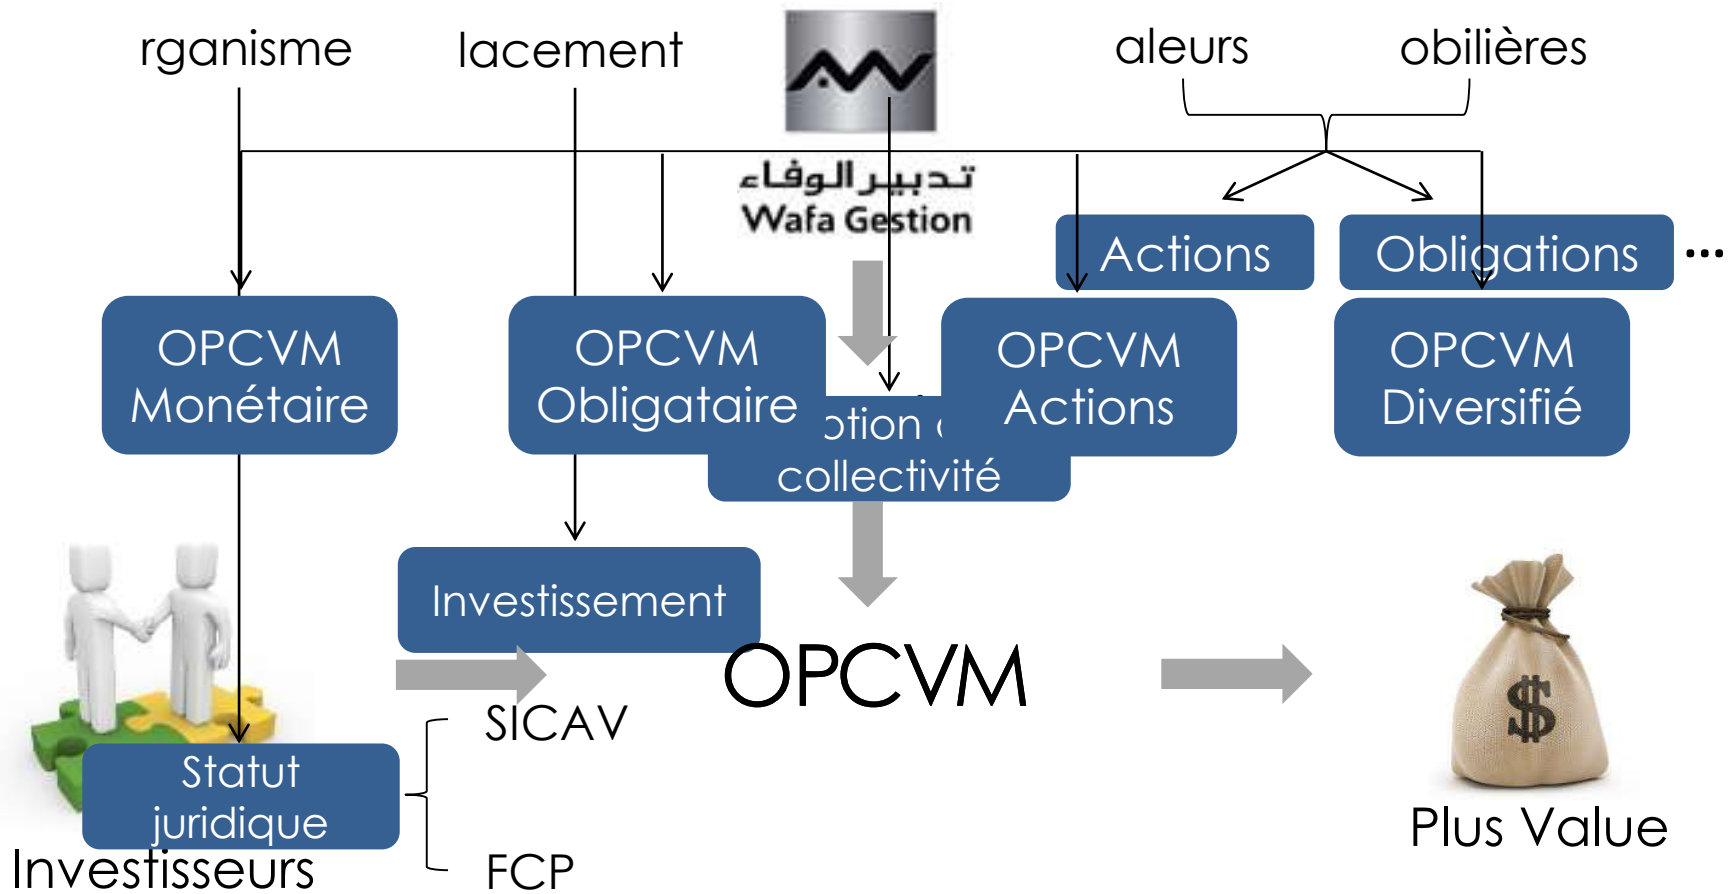 rganisme
lacement
aleurs
obilières
تدبير الوفاء
Wafa Gestion
Actions
Obligations
...
OPCVM
Monétaire
OPCVM
Obligataire
OPCVM
Actions
OPCVM
Diversifié
collectivité
Investissement
OPCVM
SICAV
Statut
juridique
FCP
Investisseurs
$
Plus Value